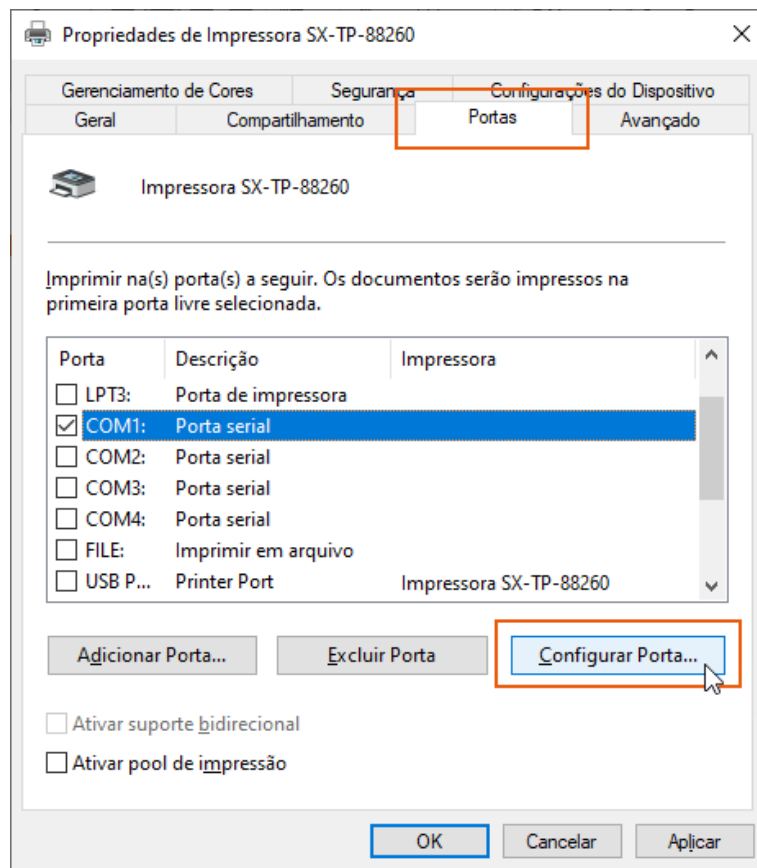 Propriedades de Impressora SX-TP-88260
Gerenciamento de Cores Segurança Configurações do Dispositivo
Geral Compartilhamento Portas Avançado
Impressora SX-TP-88260
Imprimir na(s) porta(s) a seguir. Os documentos serão impressos na
primeira porta livre selecionada.
Porta Descrição Impressora
LPT3: Porta de impressora
COM1: Porta serial
COM2: Porta serial
COM3: Porta serial
COM4: Porta serial
FILE: Imprimir em arquivo
USB P... Printer Port Impressora SX-TP-88260
Adicionar Porta... Excluir Porta Configurar Porta...
Ativar suporte bidirecional
Ativar pool de impressão
OK Cancelar Aplicar